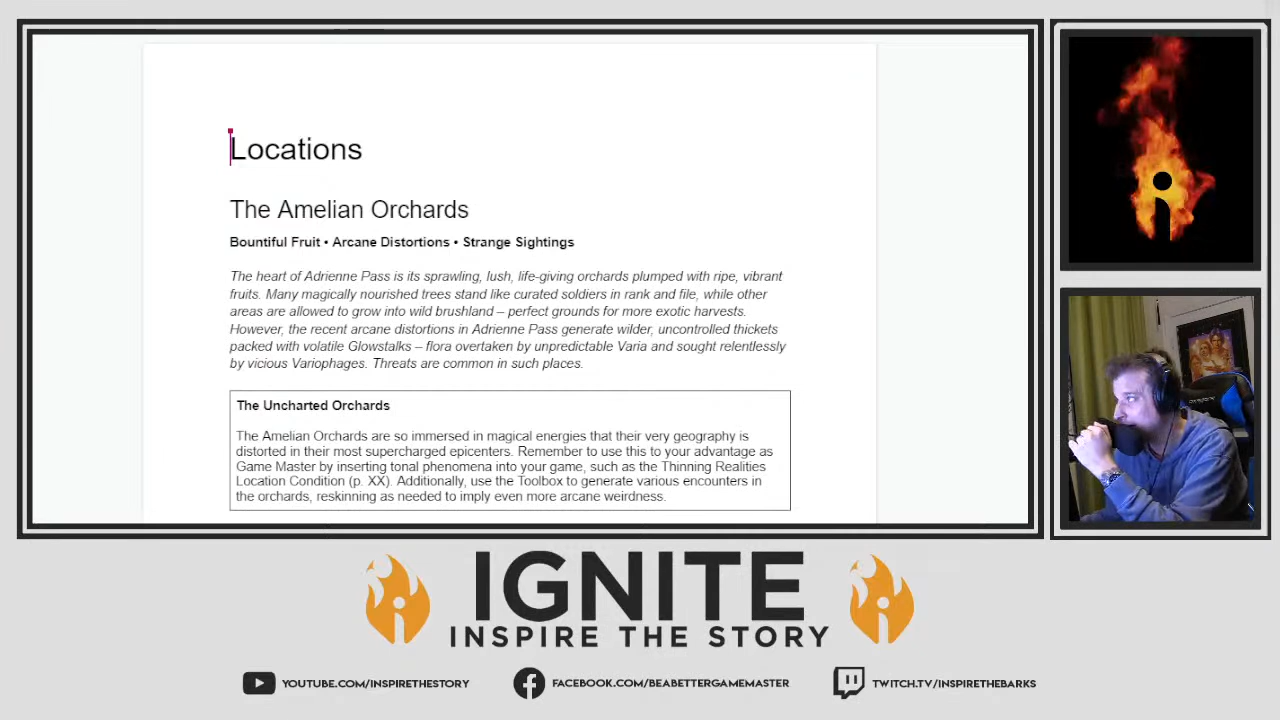 Locations
The Amelian Orchards
Bountiful Fruit • Arcane Distortions • Strange Sightings
The heart of Adrienne Pass is its sprawling, lush, life-giving orchards plumped with ripe, vibrant
fruits. Many magically nourished trees stand like curated soldiers in rank and file, while other
areas are allowed to grow into wild brushland – perfect grounds for more exotic harvests.
However, the recent arcane distortions in Adrienne Pass generate wilder, uncontrolled thickets
packed with volatile Glowstalks – flora overtaken by unpredictable Varia and sought relentlessly
by vicious Variophages. Threats are common in such places.
The Uncharted Orchards
The Amelian Orchards are so immersed in magical energies that their very geography is
distorted in their most supercharged epicenters. Remember to use this to your advantage as
Game Master by inserting tonal phenomena into your game, such as the Thinning Realities
Location Condition (p. XX). Additionally, use the Toolbox to generate various encounters in
the orchards, reskinning as needed to imply even more arcane weirdness.
IGNITE
INSPIRE THE STORY
YOUTUBE.COM/INSPIRETHESTORY
FACEBOOK.COM/BEABETTERGAMEMASTER
TWITCH.TV/INSPIRETHEBARKS